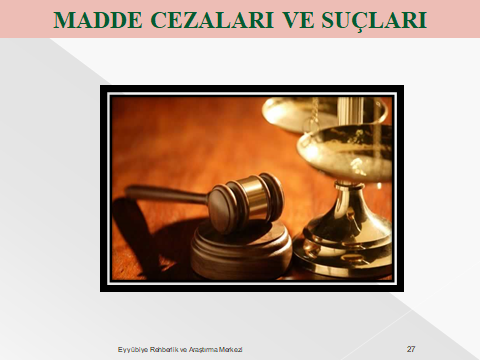 MADDE CEZALARI VE SUÇLARI
Eyyübiye Rehberlik ve Araştırma Merkezi
27